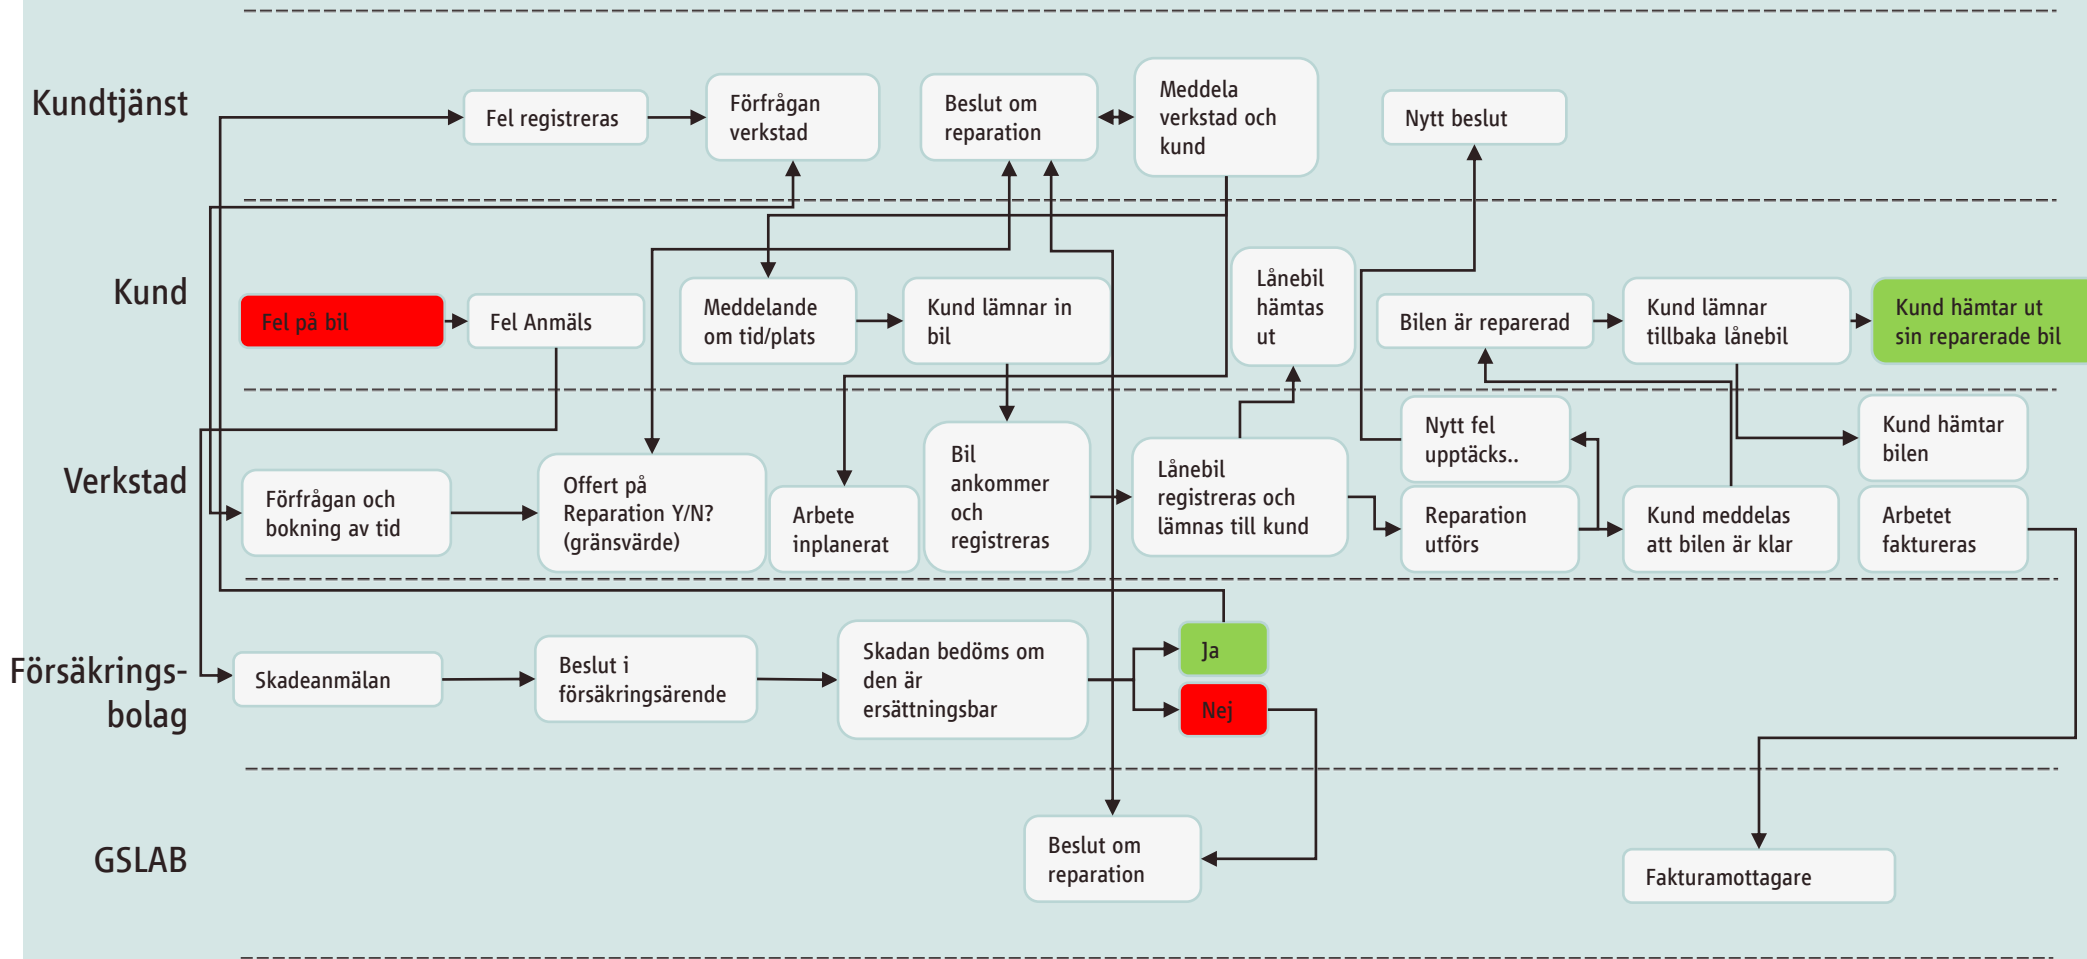 Kundtjänst
Fel registreras
Förfrågan
verkstad
Beslut om
reparation
Meddela
verkstad och
kund
Nytt beslut
Kund
Fel på bil
Fel Anmäls
Meddelande
om tid/plats
Kund lämnar in
bil
Lånebil
hämtas
ut
Bilen är reparerad
Kund lämnar
tillbaka lånebil
Kund hämtar ut
sin reparerade bil
Verkstad
Förfrågan och
bokning av tid
Offert på
Reparation Y/N?
(gränsvärde)
Arbete
inplanerat
Bil
ankommer
och
registreras
Lånebil
registreras och
lämnas till kund
Nytt fel
upptäcks..
Reparation
utförs
Kund meddelas
att bilen är klar
Kund hämtar
bilen
Arbetet
faktureras
Försäkrings-
bolag
Skadeanmälan
Beslut i
försäkringsärende
Skadan bedöms om
den är
ersättningsbar
Ja
Nej
GSLAB
Beslut om
reparation
Fakturamottagare